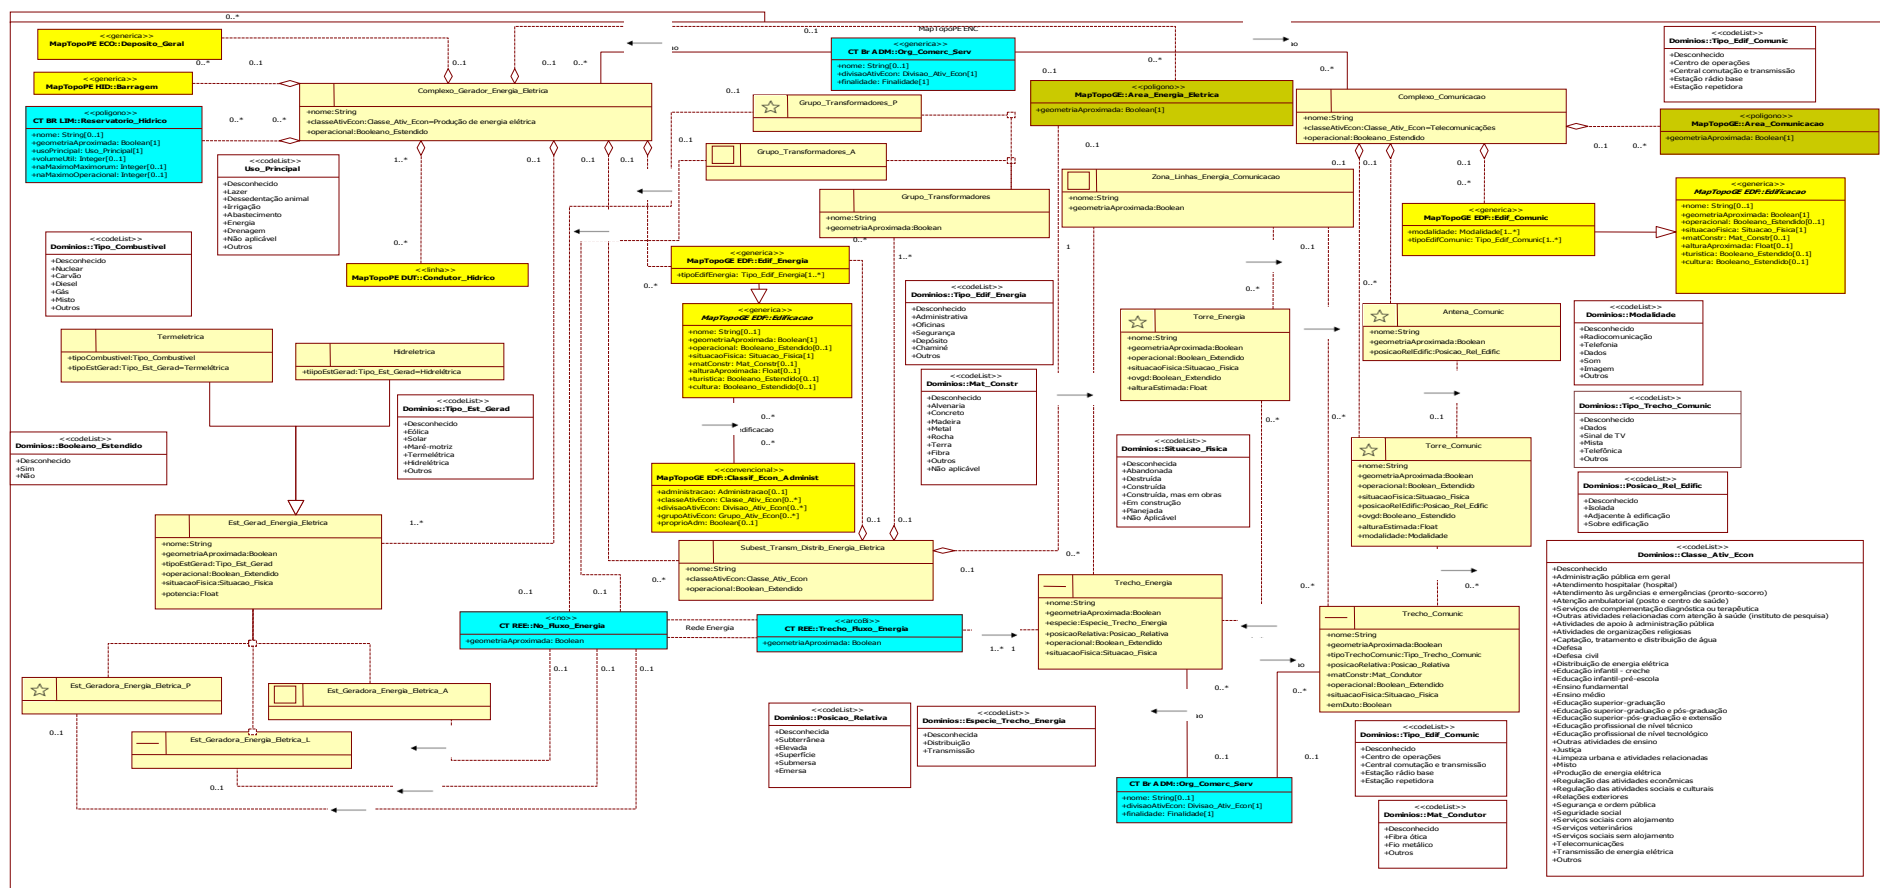 0..*
MapTopoPE ENC
<<generica>>
MapTopoPE ECO::Deposito_Geral
<<generica>>
MapTopoPE HID::Barragem
<<poligono>>
CT BR LIM::Reservatorio_Hidrico
+nome: String[0..1]
+geometriaAproximada: Boolean[1]
+usoPrincipal: Uso_Principal[1]
+volumeUtil: Integer[0..1]
+naMaximoMaximorum: Integer[0..1]
+naMaximoOperacional: Integer[0..1]
<<codeList>>
Uso_Principal
+Desconhecido
+Lazer
+Dessedentação animal
+Irrigação
+Abastecimento
+Energia
+Drenagem
+Não aplicável
+Outros
Complexo_Gerador_Energia_Eletrica
+nome:String
+classeAtivEcon:Classe_Ativ_Econ=Produção de energia elétrica
+operacional:Booleano_Estendido
<<generica>>
CT Br ADM::Org_Comerc_Serv
+nome: String[0..1]
+divisaoAtivEcon: Divisao_Ativ_Econ[1]
+finalidade: Finalidade[1]
Grupo_Transformadores_P
Grupo_Transformadores_A
Grupo_Transformadores
+nome:String
+geometriaAproximada:Boolean
<<poligono>>
MapTopoGE::Area_Energia_Eletrica
+geometriaAproximada: Boolean[1]
Complexo_Comunicacao
+nome:String
+classeAtivEcon:Classe_Ativ_Econ=Telecomunicações
+operacional:Booleano_Estendido
<<codeList>>
Dominios::Tipo_Edif_Comunic
+Desconhecido
+Centro de operações
+Central comutação e transmissão
+Estação rádio base
+Estação repetidora
<<poligono>>
MapTopoGE::Area_Comunicacao
+geometriaAproximada: Boolean[1]
Zona_Linhas_Energia_Comunicacao
+nome:String
+geometriaAproximada:Boolean
<<generica>>
MapTopoGE EDF::Edif_Comunic
+modalidade: Modalidade[1..*]
+tipoEdifComunic: Tipo_Edif_Comunic[1..*]
<<generica>>
MapTopoGE EDF::Edificacao
+nome: String[0..1]
+geometriaAproximada: Boolean[1]
+operacional: Booleano_Estendido[0..1]
+situacaoFisica: Situacao_Fisica[1]
+matConstr: Mat_Constr[0..1]
+alturaAproximada: Float[0..1]
+turistica: Booleano_Estendido[0..1]
+cultura: Booleano_Estendido[0..1]
<<codeList>>
Dominios::Tipo_Combustivel
+Desconhecido
+Nuclear
+Carvão
+Diesel
+Gás
+Misto
+Outros
<<linha>>
MapTopoPE DUT::Condutor_Hidrico
<<generica>>
MapTopoGE EDF::Edif_Energia
+tipoEdifEnergia: Tipo_Edif_Energia[1..*]
<<generica>>
MapTopoGE EDF::Edificacao
+nome: String[0..1]
+geometriaAproximada: Boolean[1]
+operacional: Booleano_Estendido[0..1]
+situacaoFisica: Situacao_Fisica[1]
+matConstr: Mat_Constr[0..1]
+alturaAproximada: Float[0..1]
+turistica: Booleano_Estendido[0..1]
+cultura: Booleano_Estendido[0..1]
<<codeList>>
Dominios::Tipo_Edif_Energia
+Desconhecido
+Administrativa
+Oficinas
+Segurança
+Depósito
+Chaminé
+Outros
Torre_Energia
+nome:String
+geometriaAproximada:Boolean
+operacional:Boolean_Extendido
+situacaoFisica:Situacao_Fisica
+ovgd:Boolean_Extendido
+alturaEstimada:Float
Antena_Comunic
+nome:String
+geometriaAproximada:Boolean
+posicaoRelEdific:Posicao_Rel_Edific
<<codeList>>
Dominios::Modalidade
+Desconhecido
+Radiocomunicação
+Telefonia
+Dados
+Som
+Imagem
+Outros
Termeletrica
+tipoCombustivel:Tipo_Combustivel
+tiipoEstGerad:Tipo_Est_Gerad=Termelétrica
Hidreletrica
+tiipoEstGerad:Tipo_Est_Gerad=Hidrelétrica
<<codeList>>
Dominios::Tipo_Est_Gerad
+Desconhecido
+Eólica
+Solar
+Maré-motriz
+Termelétrica
+Hidrelétrica
+Outros
<<codeList>>
Dominios::Booleano_Estendido
+Desconhecido
+Sim
+Não
<<codeList>>
Dominios::Mat_Constr
+Desconhecido
+Alvenaria
+Concreto
+Madeira
+Metal
+Rocha
+Terra
+Fibra
+Outros
+Não aplicável
<<codeList>>
Dominios::Tipo_Trecho_Comunic
+Desconhecido
+Dados
+Sinal de TV
+Mista
+Telefônica
+Outros
<<codeList>>
Dominios::Situacao_Fisica
+Desconhecida
+Abandonada
+Destruída
+Construída
+Construída, mas em obras
+Em construção
+Planejada
+Não Aplicável
Torre_Comunic
+nome:String
+geometriaAproximada:Boolean
+operacional:Boolean_Extendido
+situacaoFisica:Situacao_Fisica
+posicaoRelEdific:Posicao_Rel_Edific
+ovgd:Booleano_Estendido
+alturaEstimada:Float
+modalidade:Modalidade
<<codeList>>
Dominios::Posicao_Rel_Edific
+Desconhecido
+Isolada
+Adjacente à edificação
+Sobre edificação
<<convencional>>
MapTopoGE EDF::Classif_Econ_Administ
+administracao: Administracao[0..1]
+classeAtivEcon: Classe_Ativ_Econ[0..*]
+divisaoAtivEcon: Divisao_Ativ_Econ[0..*]
+grupoAtivEcon: Grupo_Ativ_Econ[0..*]
+proprioAdm: Boolean[0..1]
Est_Gerad_Energia_Eletrica
+nome:String
+geometriaAproximada:Boolean
+tipoEstGerad:Tipo_Est_Gerad
+operacional:Boolean_Extendido
+situacaoFisica:Situacao_Fisica
+potencia:Float
Subest_Transm_Distrib_Energia_Eletrica
+nome:String
+classeAtivEcon:Classe_Ativ_Econ
+operacional:Boolean_Extendido
Trecho_Energia
+nome:String
+geometriaAproximada:Boolean
+especie:Especie_Trecho_Energia
+posicaoRelativa:Posicao_Relativa
+operacional:Boolean_Extendido
+situacaoFisica:Situacao_Fisica
Trecho_Comunic
+nome:String
+geometriaAproximada:Boolean
+tipoTrechoComunic:Tipo_Trecho_Comunic
+posicaoRelativa:Posicao_Relativa
+matConstr:Mat_Condutor
+operacional:Boolean_Extendido
+situacaoFisica:Situacao_Fisica
+emDuto:Boolean
<<codeList>>
Dominios::Classe_Ativ_Econ
+Desconhecido
+Administração pública em geral
+Atendimento hospitalar (hospital)
+Atendimento às urgências e emergências (pronto-socorro)
+Atenção ambulatorial (posto e centro de saúde)
+Serviços de complementação diagnóstica ou terapêutica
+Outras atividades relacionadas com atenção à saúde (instituto de pesquisa)
+Atividades de apoio à administração pública
+Atividades de organizações religiosas
+Captação, tratamento e distribuição de água
+Defesa
+Defesa civil
+Distribuição de energia elétrica
+Educação infantil - creche
+Educação infantil-pré-escola
+Ensino fundamental
+Ensino médio
+Educação superior-graduação
+Educação superior-graduação e pós-graduação
+Educação superior-pós-graduação e extensão
+Educação profissional de nível técnico
+Educação profissional de nível tecnológico
+Outras atividades de ensino
+Justiça
+Limpeza urbana e atividades relacionadas
+Misto
+Produção de energia elétrica
+Regulação das atividades econômicas
+Regulação das atividades sociais e culturais
+Relações exteriores
+Segurança e ordem pública
+Seguridade social
+Serviços sociais com alojamento
+Serviços veterinários
+Serviços sociais sem alojamento
+Telecomunicações
+Transmissão de energia elétrica
+Outros
<<no>>
CT REE::No_Fluxo_Energia
+geometriaAproximada: Boolean
Rede Energia
<<arcoBi>>
CT REE::Trecho_Fluxo_Energia
+geometriaAproximada: Boolean
1..* 1
Est_Geradora_Energia_Eletrica_P
Est_Geradora_Energia_Eletrica_A
Est_Geradora_Energia_Eletrica_L
<<codeList>>
Dominios::Posicao_Relativa
+Desconhecida
+Subterrânea
+Elevada
+Superfície
+Submersa
+Emersa
<<codeList>>
Dominios::Especie_Trecho_Energia
+Desconhecida
+Distribuição
+Transmissão
CT Br ADM::Org_Comerc_Serv
+nome: String[0..1]
+divisaoAtivEcon: Divisao_Ativ_Econ[1]
+finalidade: Finalidade[1]
<<codeList>>
Dominios::Tipo_Edif_Comunic
+Desconhecido
+Centro de operações
+Central comutação e transmissão
+Estação rádio base
+Estação repetidora
<<codeList>>
Dominios::Mat_Condutor
+Desconhecido
+Fibra ótica
+Fio metálico
+Outros